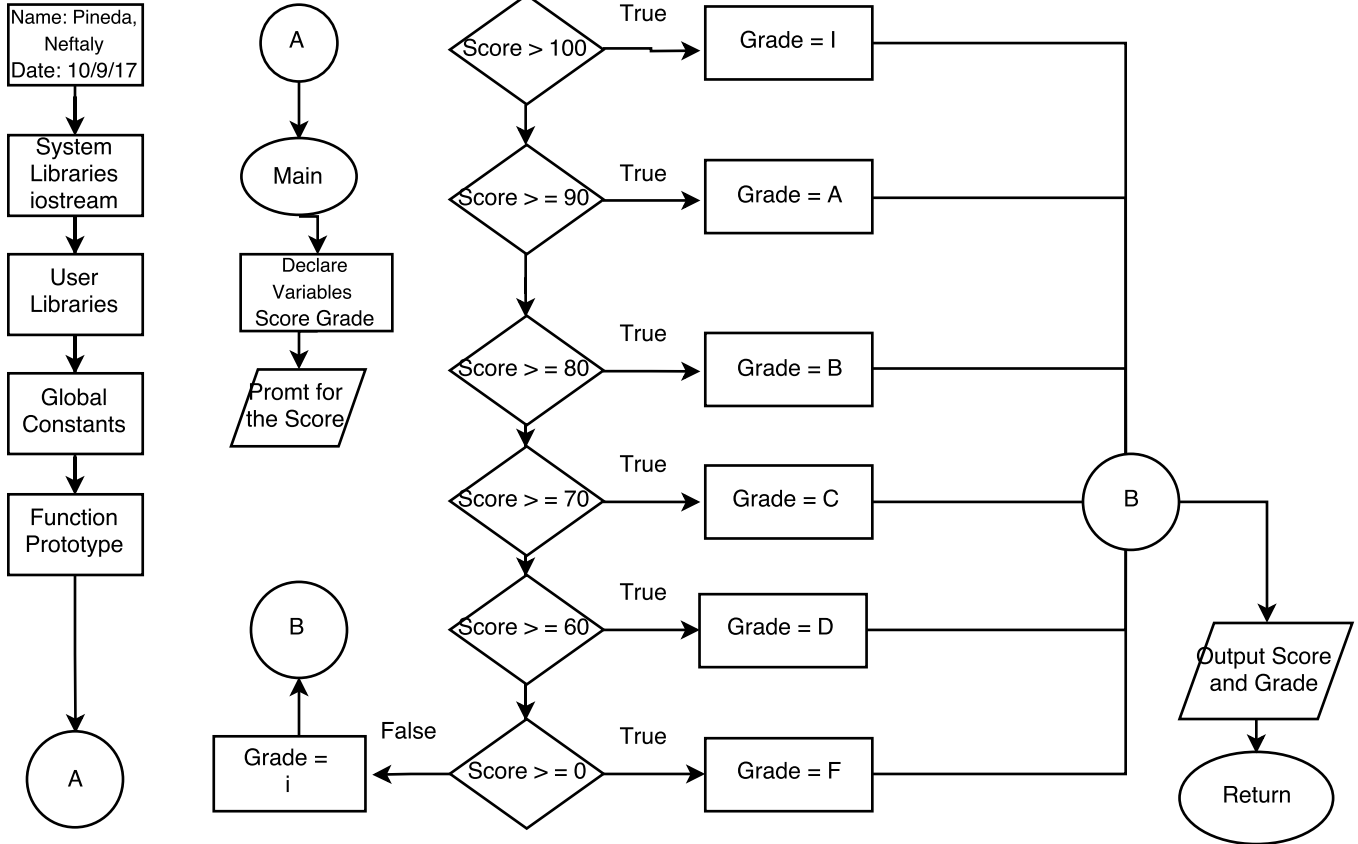 Name: Pineda,
Neftaly
Date: 10/9/17
System
Libraries
iostream
User
Libraries
Global
Constants
Function
Prototype
A
A
Main
Declare
Variables
Score Grade
Promt for
the Score
Score > 100
True
Grade = I
Score > = 90
True
Grade = A
Score > = 80
True
Grade = B
Score > = 70
True
Grade = C
Score > = 60
True
Grade = D
Score > = 0
True
Grade = F
False
Grade =
i
B
B
Output Score
and Grade
Return